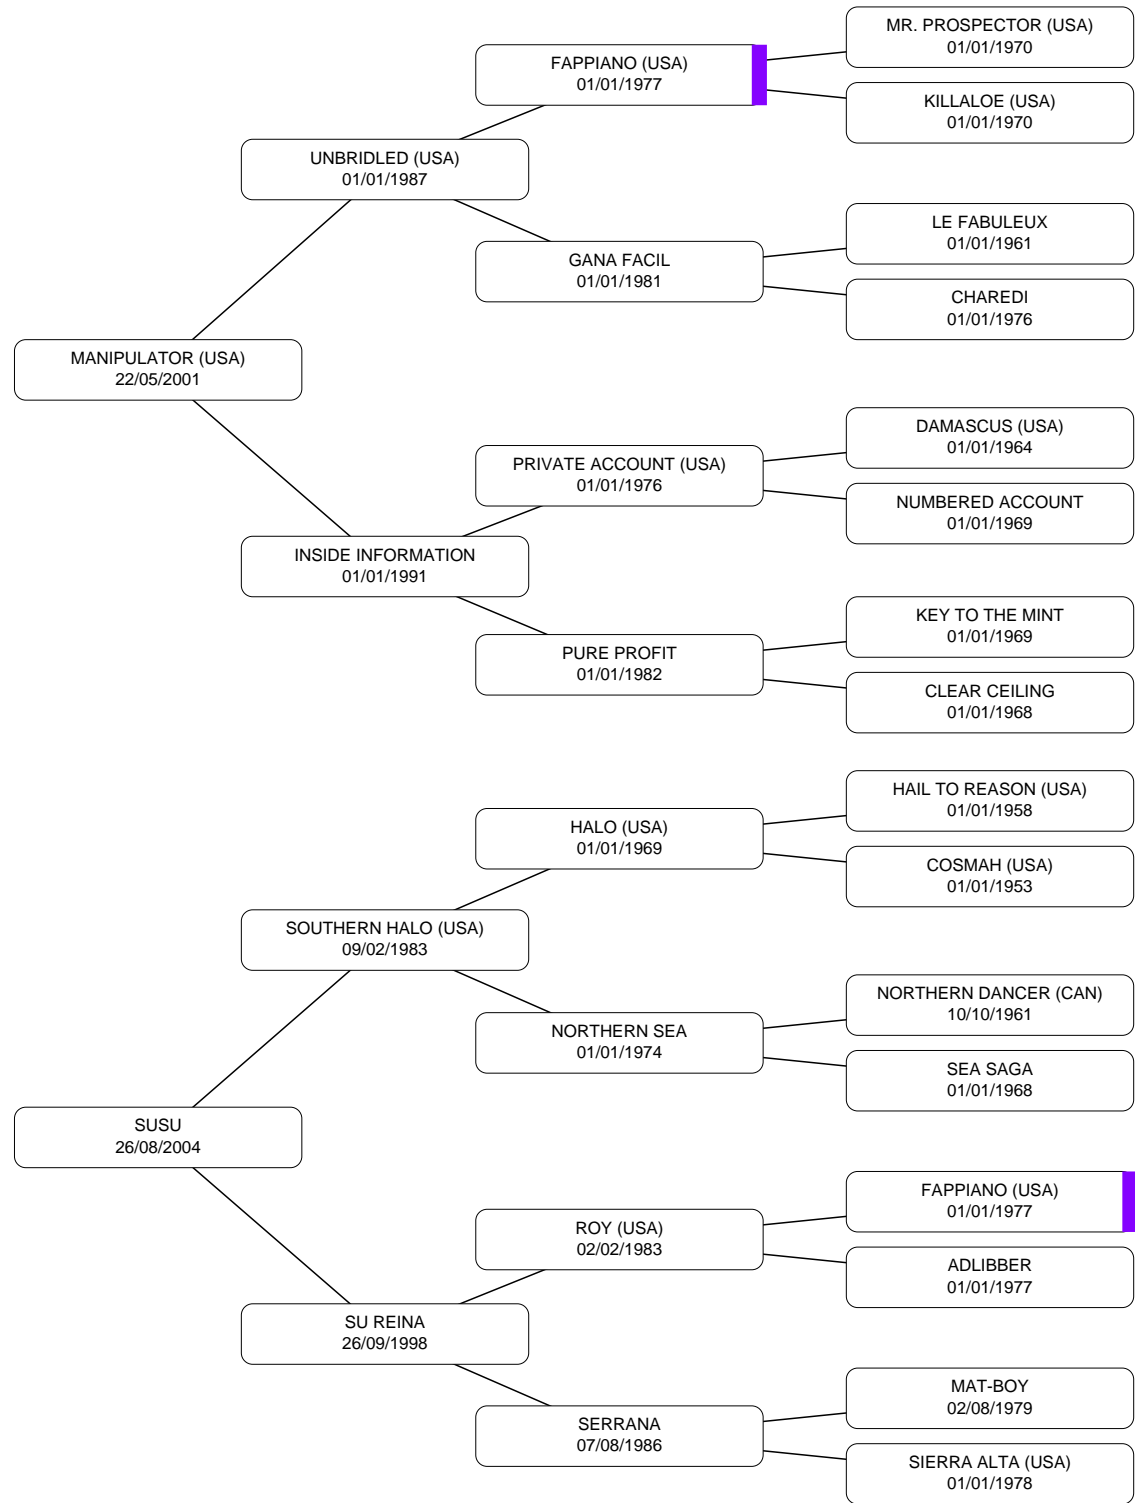 MR. PROSPECTOR (USA)
01/01/1970
FAPPIANO (USA)
01/01/1977
KILLALOE (USA)
01/01/1970
UNBRIDLED (USA)
01/01/1987
LE FABULEUX
01/01/1961
GANA FACIL
01/01/1981
CHAREDI
01/01/1976
MANIPULATOR (USA)
22/05/2001
DAMASCUS (USA)
01/01/1964
PRIVATE ACCOUNT (USA)
01/01/1976
NUMBERED ACCOUNT
01/01/1969
INSIDE INFORMATION
01/01/1991
KEY TO THE MINT
01/01/1969
PURE PROFIT
01/01/1982
CLEAR CEILING
01/01/1968
HAIL TO REASON (USA)
01/01/1958
HALO (USA)
01/01/1969
COSMAH (USA)
01/01/1953
SOUTHERN HALO (USA)
09/02/1983
NORTHERN DANCER (CAN)
10/10/1961
NORTHERN SEA
01/01/1974
SEA SAGA
01/01/1968
SUSU
26/08/2004
FAPPIANO (USA)
01/01/1977
ROY (USA)
02/02/1983
ADLIBBER
01/01/1977
SU REINA
26/09/1998
MAT-BOY
02/08/1979
SERRANA
07/08/1986
SIERRA ALTA (USA)
01/01/1978